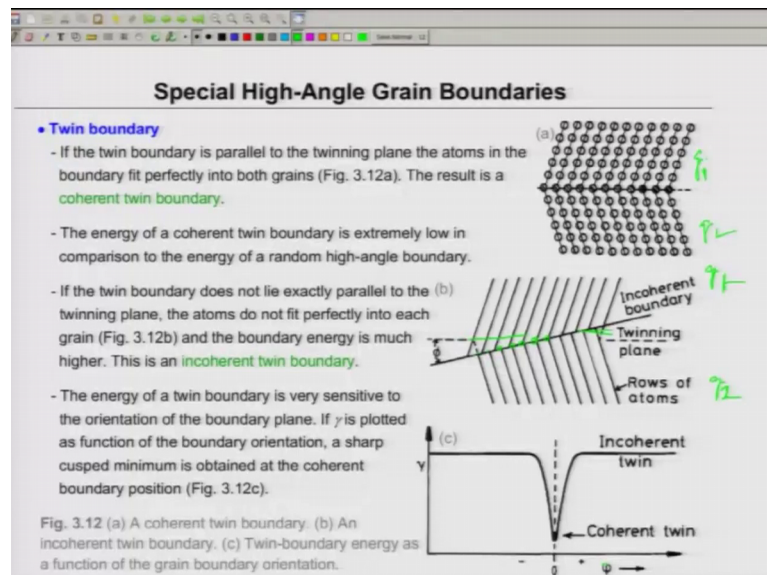 Special High-Angle Grain Boundaries
• Twin boundary
- If the twin boundary is parallel to the twinning plane the atoms in the
boundary fit perfectly into both grains (Fig. 3.12a). The result is a
coherent twin boundary.
- The energy of a coherent twin boundary is extremely low in
comparison to the energy of a random high-angle boundary.
- If the twin boundary does not lie exactly parallel to the
twinning plane, the atoms do not fit perfectly into each
grain (Fig. 3.12b) and the boundary energy is much
higher. This is an incoherent twin boundary.
- The energy of a twin boundary is very sensitive to
the orientation of the boundary plane. If γ is plotted
as function of the boundary orientation, a sharp
cusped minimum is obtained at the coherent
boundary position (Fig. 3.12c).
Fig. 3.12 (a) A coherent twin boundary. (b) An
incoherent twin boundary. (c) Twin-boundary energy as
a function of the grain boundary orientation.
(a)
(b)
Incoherent
boundary
Twinning
plane
Φ
Rows of
atoms
(c)
γ
Incoherent
twin
Coherent twin
- 0 + φ